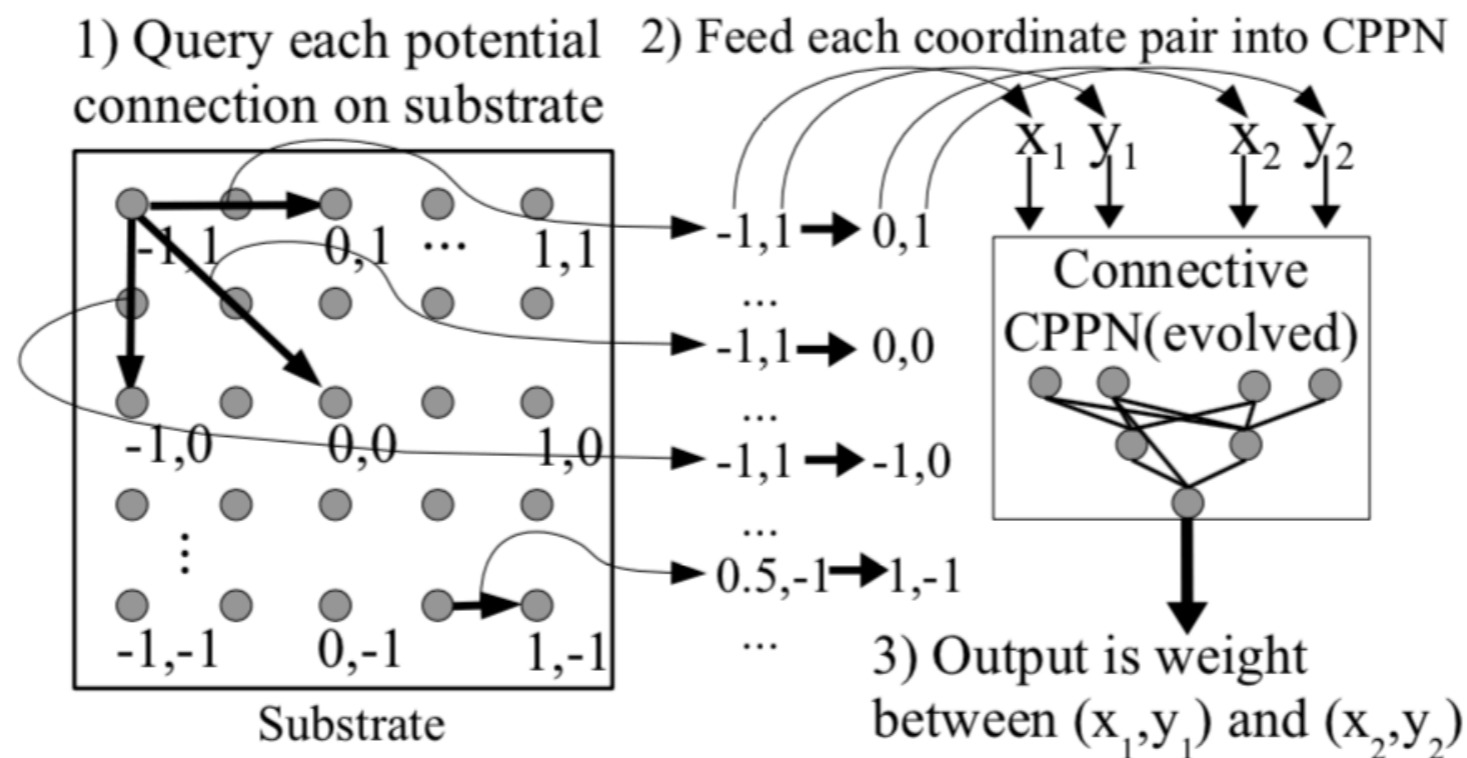 1) Query each potential
connection on substrate
-1,1 0,1 ... 1,1
-1,0 0,0 1,0
⋮
-1,-1 0,-1 1,-1
Substrate
2) Feed each coordinate pair into CPPN
x₁ y₁ x₂ y₂
-1,1 → 0,1
...
-1,1 → 0,0
...
-1,1 → -1,0
...
0.5,-1 → 1,-1
...
Connective
CPPN(evolved)
3) Output is weight
between (x₁,y₁) and (x₂,y₂)